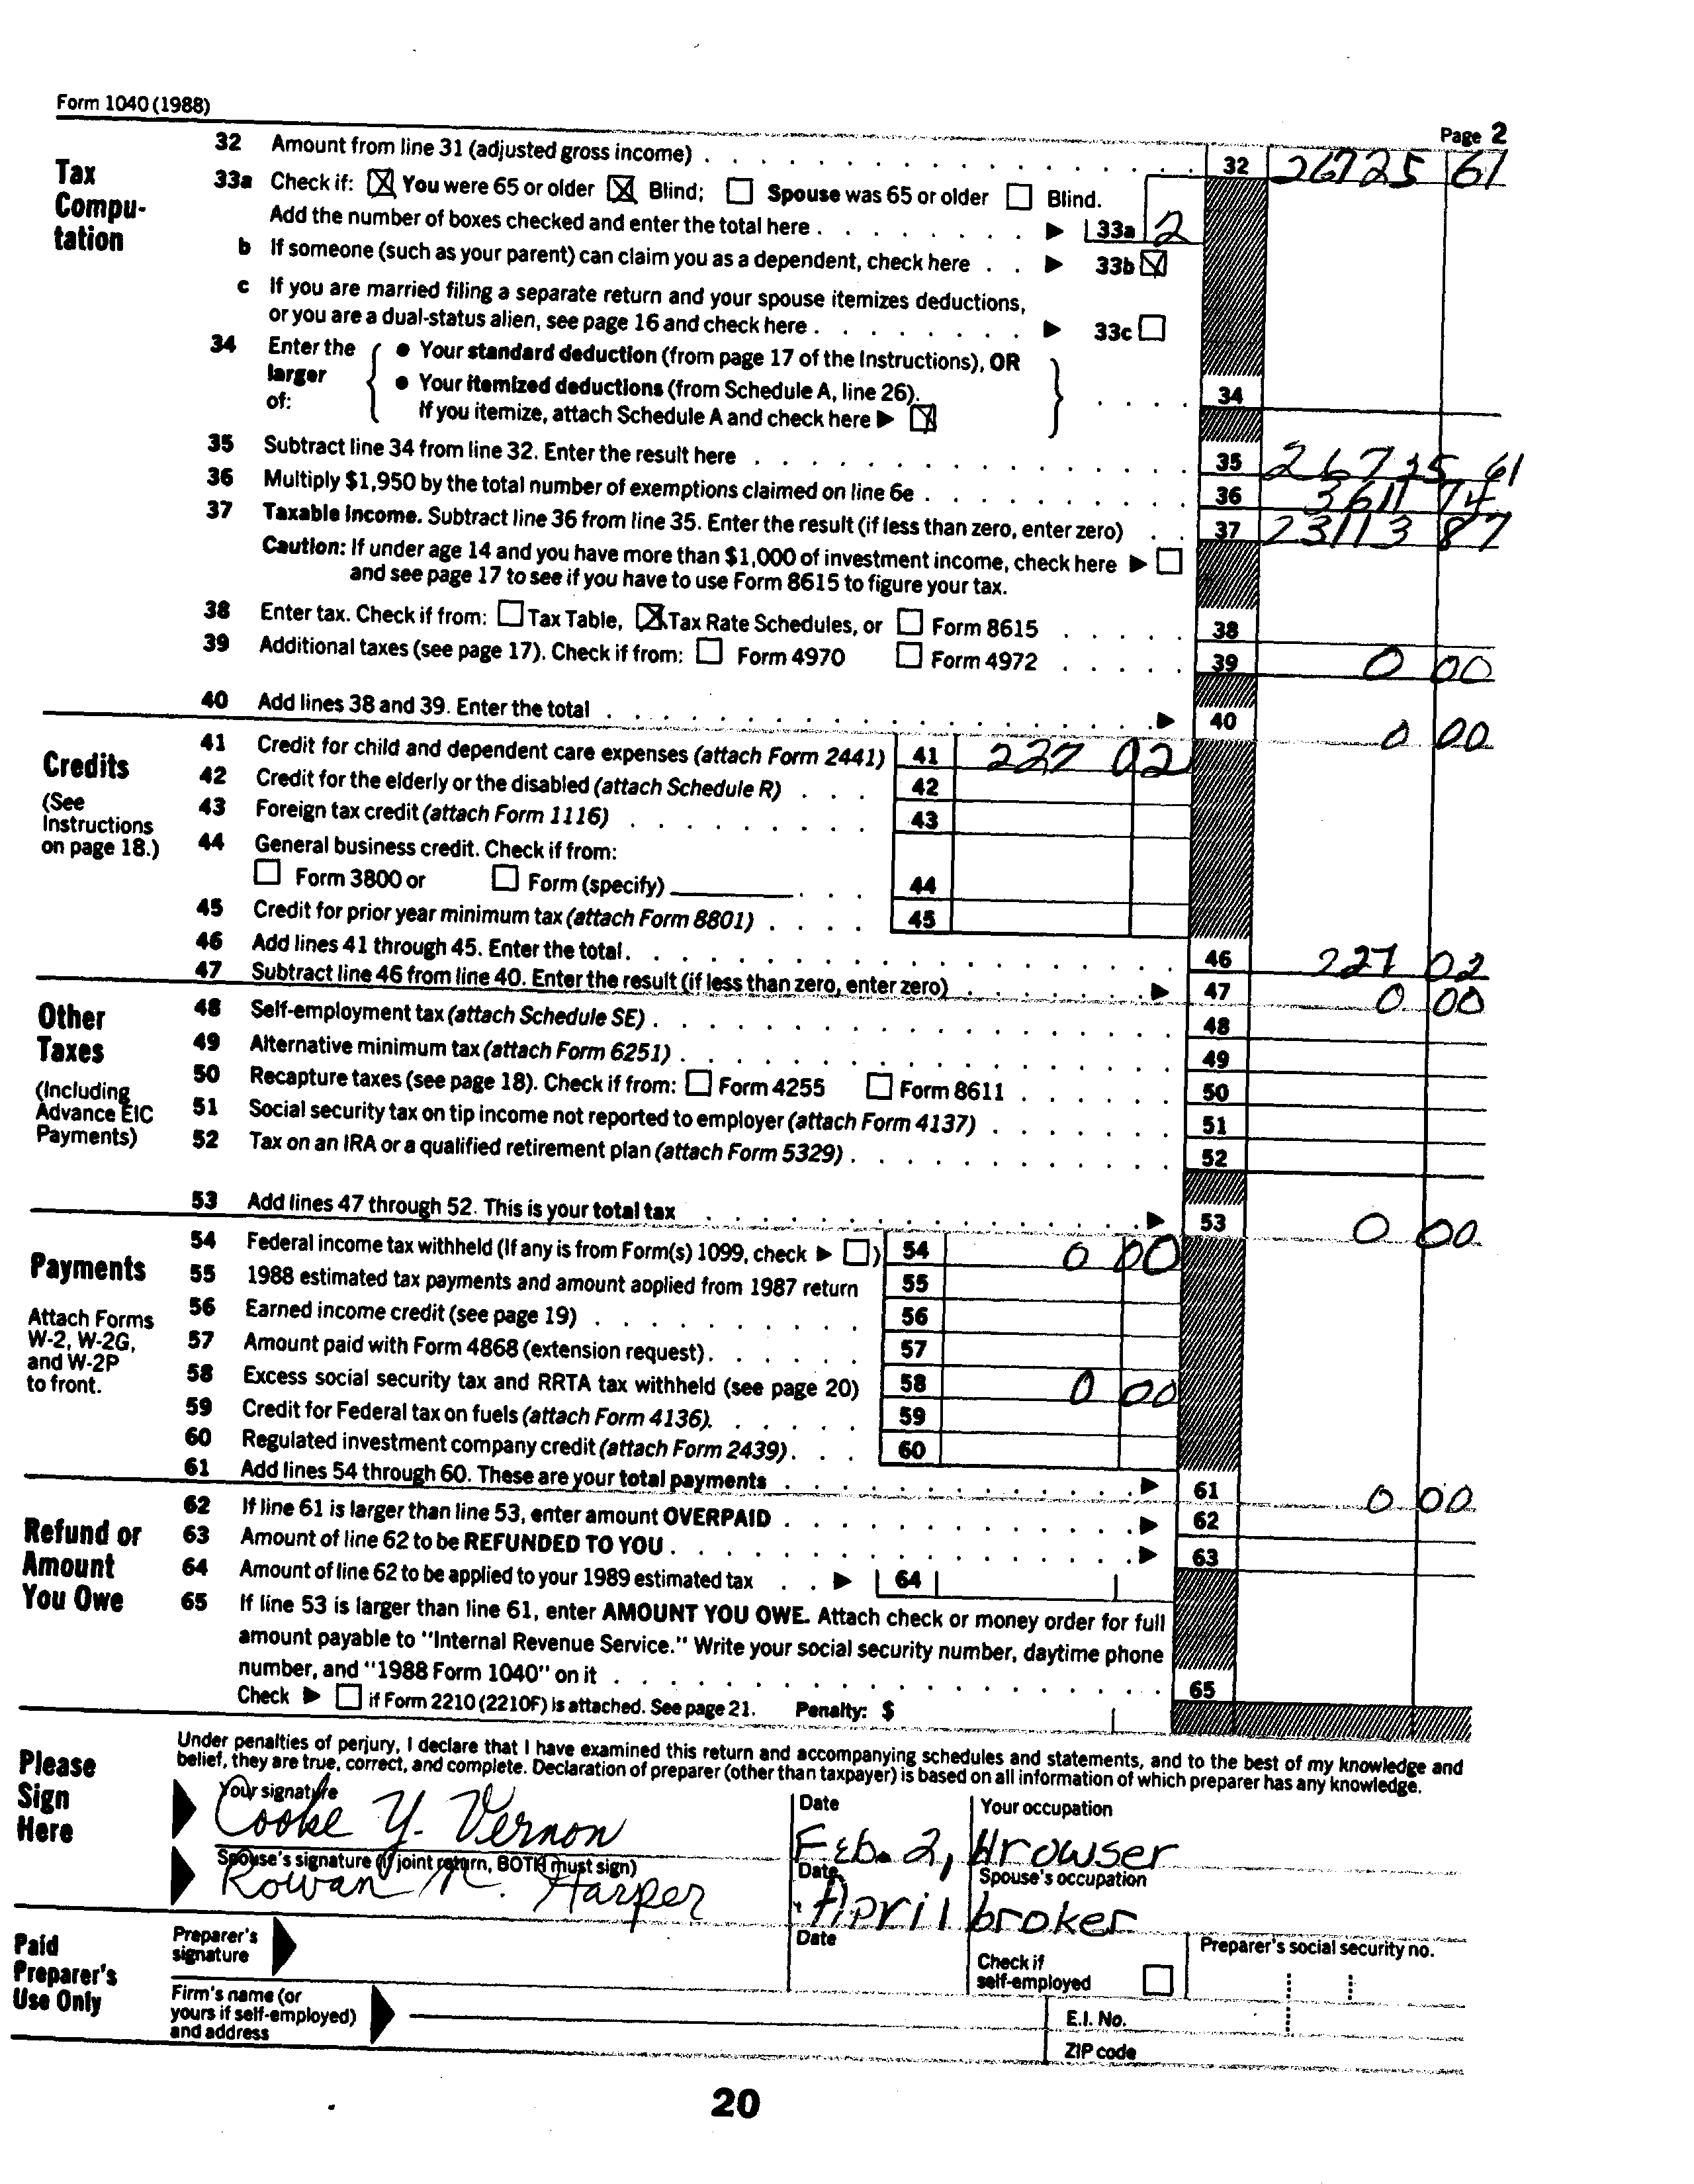 Form 1040 (1988)
Page 2
Tax Computation
32 Amount from line 31 (adjusted gross income) . . . 32 26725 61
33a Check if: ☒ You were 65 or older ☒ Blind; ☐ Spouse was 65 or older ☐ Blind.
Add the number of boxes checked and enter the total here . . . ▶ 33a 2
b If someone (such as your parent) can claim you as a dependent, check here . . ▶ 33b ☒
c If you are married filing a separate return and your spouse itemizes deductions,
or you are a dual-status alien, see page 16 and check here . . . ▶ 33c ☐
34 Enter the larger of: { ● Your standard deduction (from page 17 of the Instructions), OR
● Your itemized deductions (from Schedule A, line 26).
If you itemize, attach Schedule A and check here ▶ ☒ } . . . . 34
35 Subtract line 34 from line 32. Enter the result here . . . 35 26725 61
36 Multiply $1,950 by the total number of exemptions claimed on line 6e . . . 36 3611 74
37 Taxable income. Subtract line 36 from line 35. Enter the result (if less than zero, enter zero) . . 37 23113 87
Caution: If under age 14 and you have more than $1,000 of investment income, check here ▶ ☐
and see page 17 to see if you have to use Form 8615 to figure your tax.
38 Enter tax. Check if from: ☐ Tax Table, ☒ Tax Rate Schedules, or ☐ Form 8615 . . . 38
39 Additional taxes (see page 17). Check if from: ☐ Form 4970 ☐ Form 4972 . . . 39 0 00
40 Add lines 38 and 39. Enter the total . . . ▶ 40 0 00
Credits
(See Instructions on page 18.)
41 Credit for child and dependent care expenses (attach Form 2441) 41 227 02
42 Credit for the elderly or the disabled (attach Schedule R) . . . 42
43 Foreign tax credit (attach Form 1116) . . . 43
44 General business credit. Check if from:
☐ Form 3800 or ☐ Form (specify) . . . 44
45 Credit for prior year minimum tax (attach Form 8801) . . . . 45
46 Add lines 41 through 45. Enter the total . . . 46 227 02
47 Subtract line 46 from line 40. Enter the result (if less than zero, enter zero) . . . ▶ 47 0 00
Other Taxes
(Including Advance EIC Payments)
48 Self-employment tax (attach Schedule SE) . . . 48
49 Alternative minimum tax (attach Form 6251) . . . 49
50 Recapture taxes (see page 18). Check if from: ☐ Form 4255 ☐ Form 8611 . . . 50
51 Social security tax on tip income not reported to employer (attach Form 4137) . . . 51
52 Tax on an IRA or a qualified retirement plan (attach Form 5329) . . . 52
53 Add lines 47 through 52. This is your total tax . . . ▶ 53 0 00
Payments
Attach Forms W-2, W-2G, and W-2P to front.
54 Federal income tax withheld (If any is from Form(s) 1099, check ▶ ☐) 54 0 00
55 1988 estimated tax payments and amount applied from 1987 return 55
56 Earned income credit (see page 19) . . . 56
57 Amount paid with Form 4868 (extension request) . . . 57
58 Excess social security tax and RRTA tax withheld (see page 20) 58 0 00
59 Credit for Federal tax on fuels (attach Form 4136). . . . 59
60 Regulated investment company credit (attach Form 2439) . . . 60
61 Add lines 54 through 60. These are your total payments . . . ▶ 61 0 00
Refund or Amount You Owe
62 If line 61 is larger than line 53, enter amount OVERPAID . . . ▶ 62
63 Amount of line 62 to be REFUNDED TO YOU . . . ▶ 63
64 Amount of line 62 to be applied to your 1989 estimated tax . . ▶ 64
65 If line 53 is larger than line 61, enter AMOUNT YOU OWE. Attach check or money order for full
amount payable to "Internal Revenue Service." Write your social security number, daytime phone
number, and "1988 Form 1040" on it . . . 65
Check ▶ ☐ if Form 2210 (2210F) is attached. See page 21. Penalty: $
Please Sign Here
Under penalties of perjury, I declare that I have examined this return and accompanying schedules and statements, and to the best of my knowledge and
belief, they are true, correct, and complete. Declaration of preparer (other than taxpayer) is based on all information of which preparer has any knowledge.
Your signature Date Your occupation
Cooke Y. Vernon Feb. 2, Hrowser
Spouse's signature (if joint return, BOTH must sign) Date Spouse's occupation
Rowan N. Harper April broker
Paid Preparer's Use Only
Preparer's signature Date Check if self-employed ☐ Preparer's social security no.
Firm's name (or yours if self-employed) and address
E.I. No.
ZIP code
20